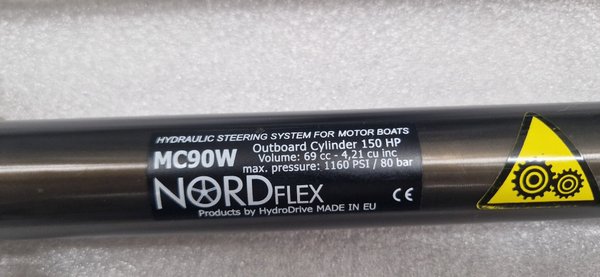 HYDRAULIC STEERING SYSTEM FOR MOTOR BOATS
MC90W Outboard Cylinder 150 HP
Volume: 69 cc - 4,21 cu inc
max. pressure: 1160 PSI / 80 bar
NORDFLEX CE
Products by HydroDrive MADE IN EU